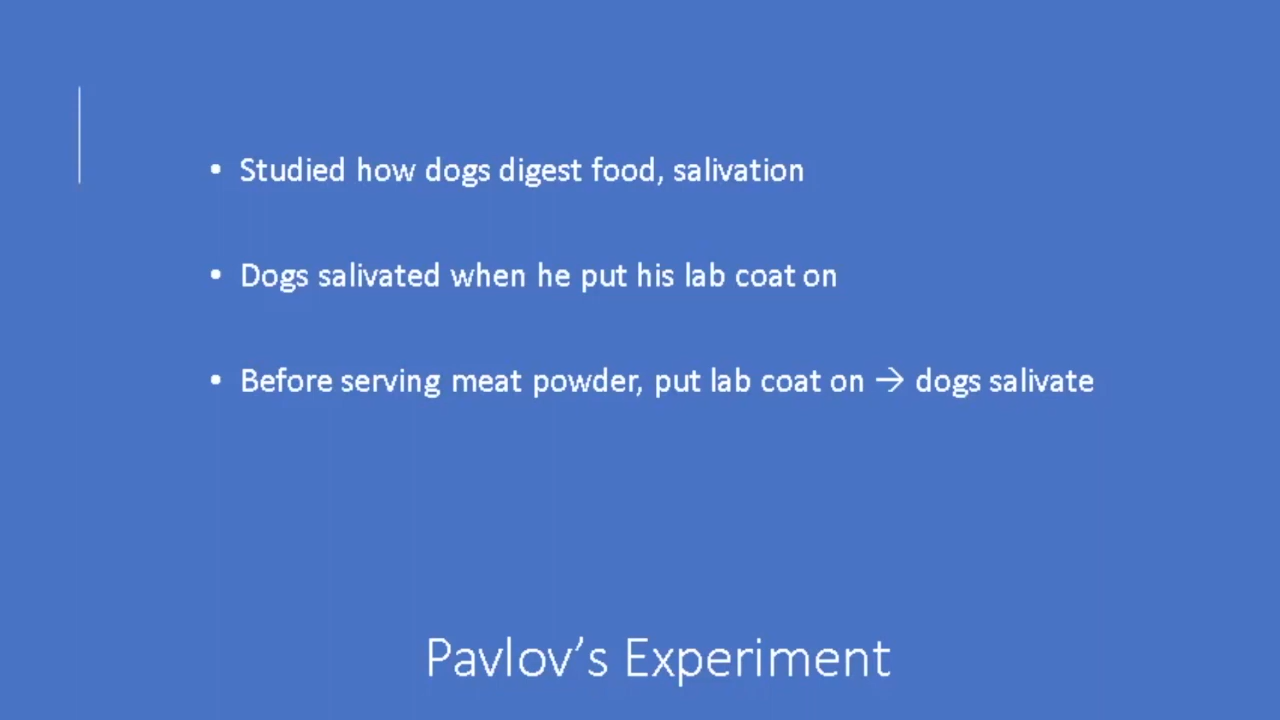 • Studied how dogs digest food, salivation
• Dogs salivated when he put his lab coat on
• Before serving meat powder, put lab coat on → dogs salivate
Pavlov’s Experiment